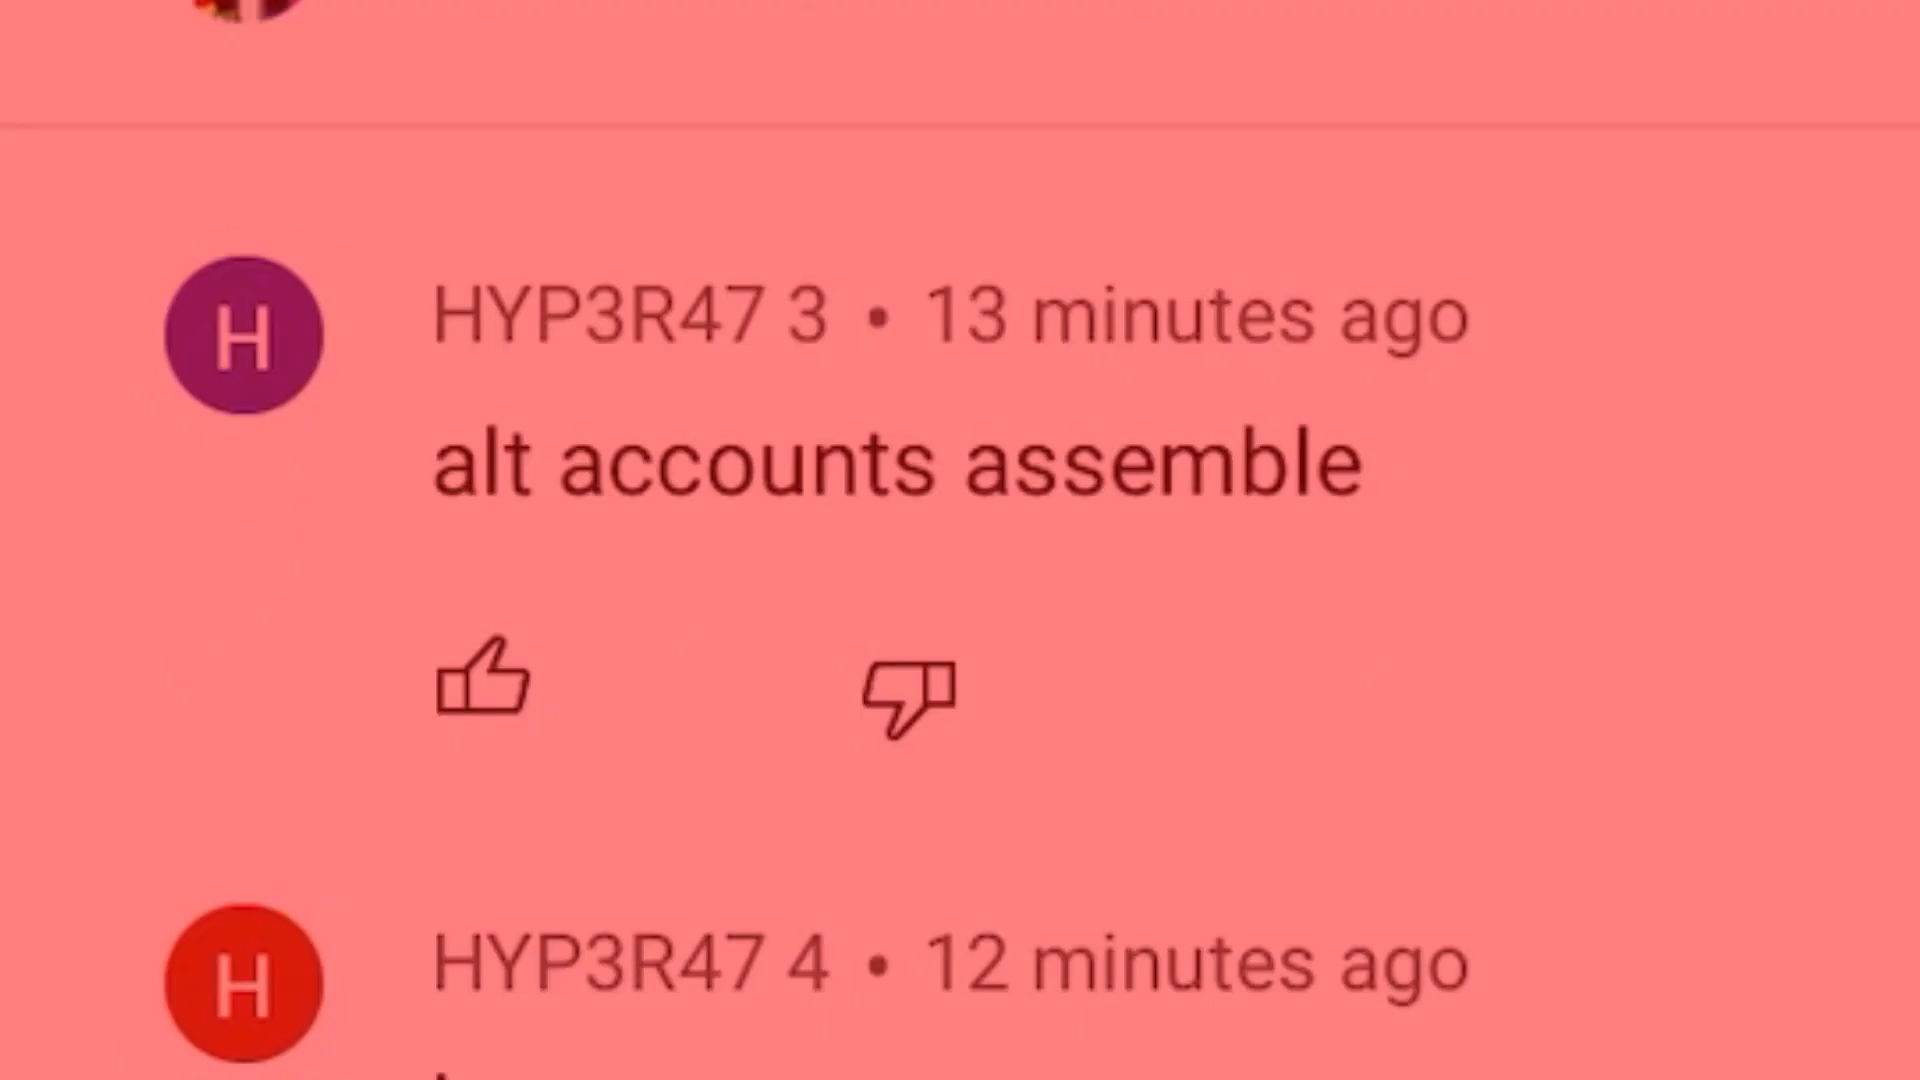 H
HYP3R47 3 • 13 minutes ago
alt accounts assemble
H
HYP3R47 4 • 12 minutes ago